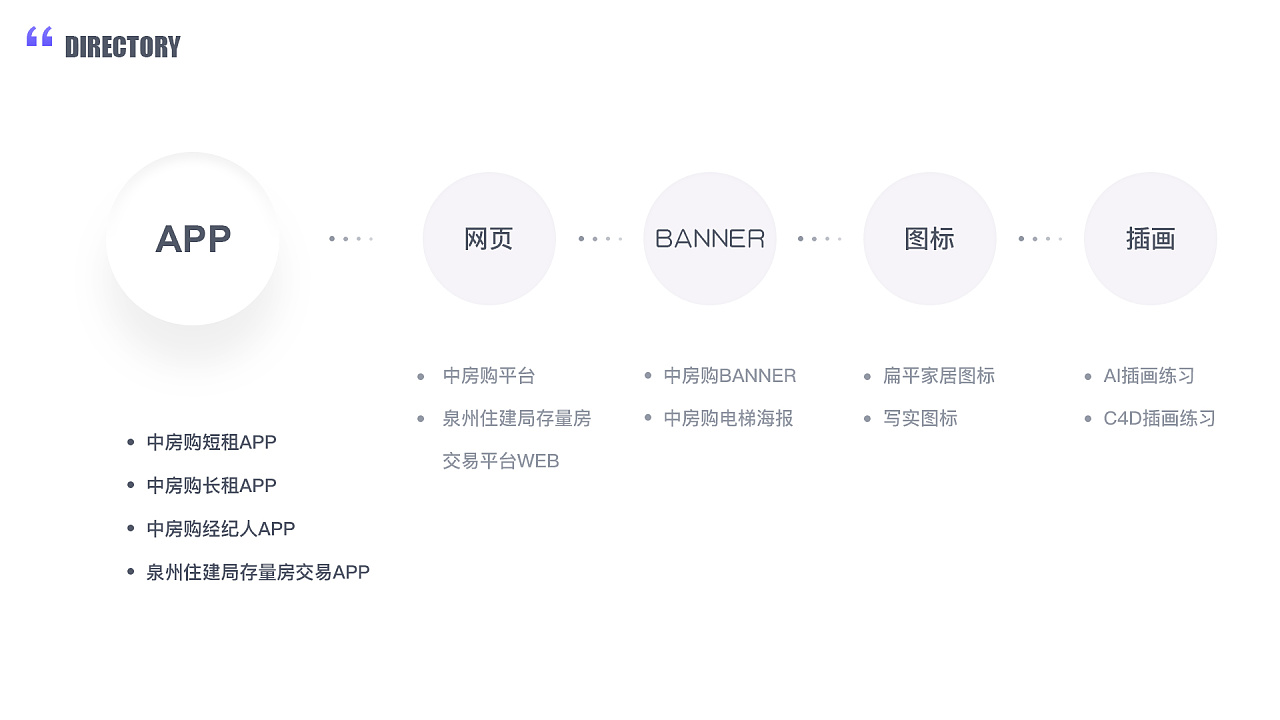 “ DIRECTORY
APP
网页
BANNER
图标
插画
• 中房购短租APP
• 中房购长租APP
• 中房购经纪人APP
• 泉州住建局存量房交易APP
• 中房购平台
• 泉州住建局存量房
交易平台WEB
• 中房购BANNER
• 中房购电梯海报
• 扁平家居图标
• 写实图标
• AI插画练习
• C4D插画练习